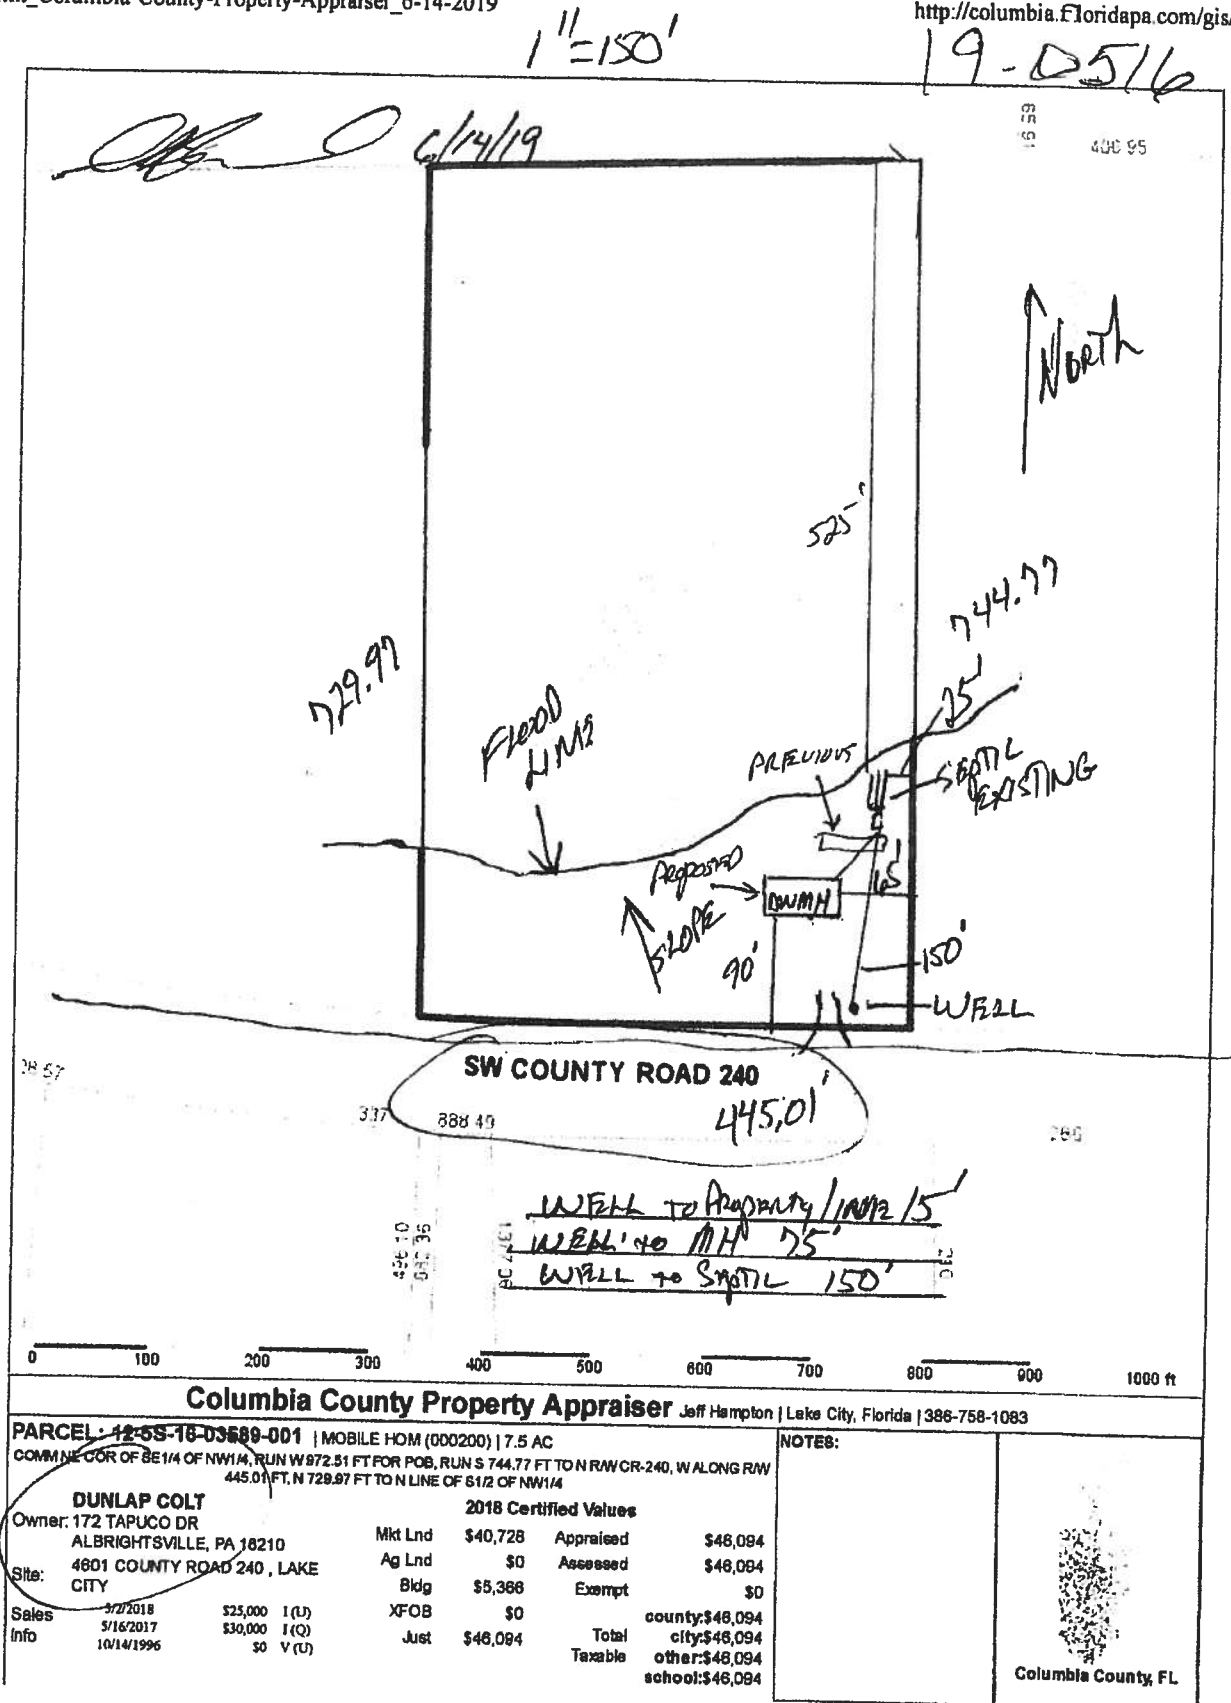 Columbia-County-Property-Appraiser_6-14-2019
http://columbia.floridapa.com/gis/
1"=150'
19-0516
6/14/19
400 95
NORTH
525'
744.77
729.97
25'
FLOOD
LINE
PREVIOUS
SEPTIC
EXISTING
PROPOSED
DWMH
65'
SLOPE
90'
150'
WELL
SW COUNTY ROAD 240
445.01'
337
888 49
WELL to Property line 15'
WELL to MH 75'
WELL to Septic 150'
0 100 200 300 400 500 600 700 800 900 1000 ft
Columbia County Property Appraiser Jeff Hampton | Lake City, Florida | 386-758-1083
PARCEL: 12-5S-16-03589-001 | MOBILE HOM (000200) | 7.5 AC
COMM NE COR OF SE1/4 OF NW1/4, RUN W 972.51 FT FOR POB, RUN S 744.77 FT TO N R/W CR-240, W ALONG R/W
445.01 FT, N 729.97 FT TO N LINE OF S1/2 OF NW1/4
NOTES:
DUNLAP COLT
Owner: 172 TAPUCO DR
ALBRIGHTSVILLE, PA 18210
Site: 4601 COUNTY ROAD 240 , LAKE
CITY
Sales
Info
5/2/2018 $25,000 I (U)
5/16/2017 $30,000 I (Q)
10/14/1996 $0 V (U)
2018 Certified Values
Mkt Lnd $40,728 Appraised $46,094
Ag Lnd $0 Assessed $46,094
Bldg $5,366 Exempt $0
XFOB $0 county:$46,094
Just $46,094 Total city:$46,094
Taxable other:$46,094
school:$46,094
Columbia County, FL